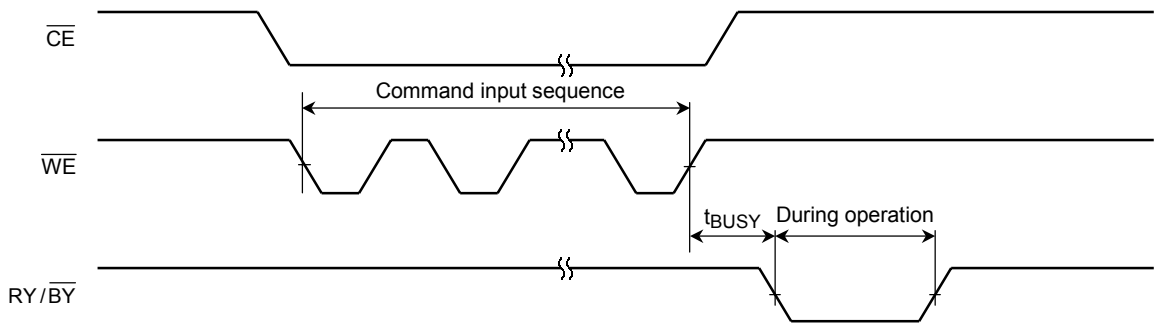 CE
Command input sequence
WE
tBUSY
During operation
RY/BY